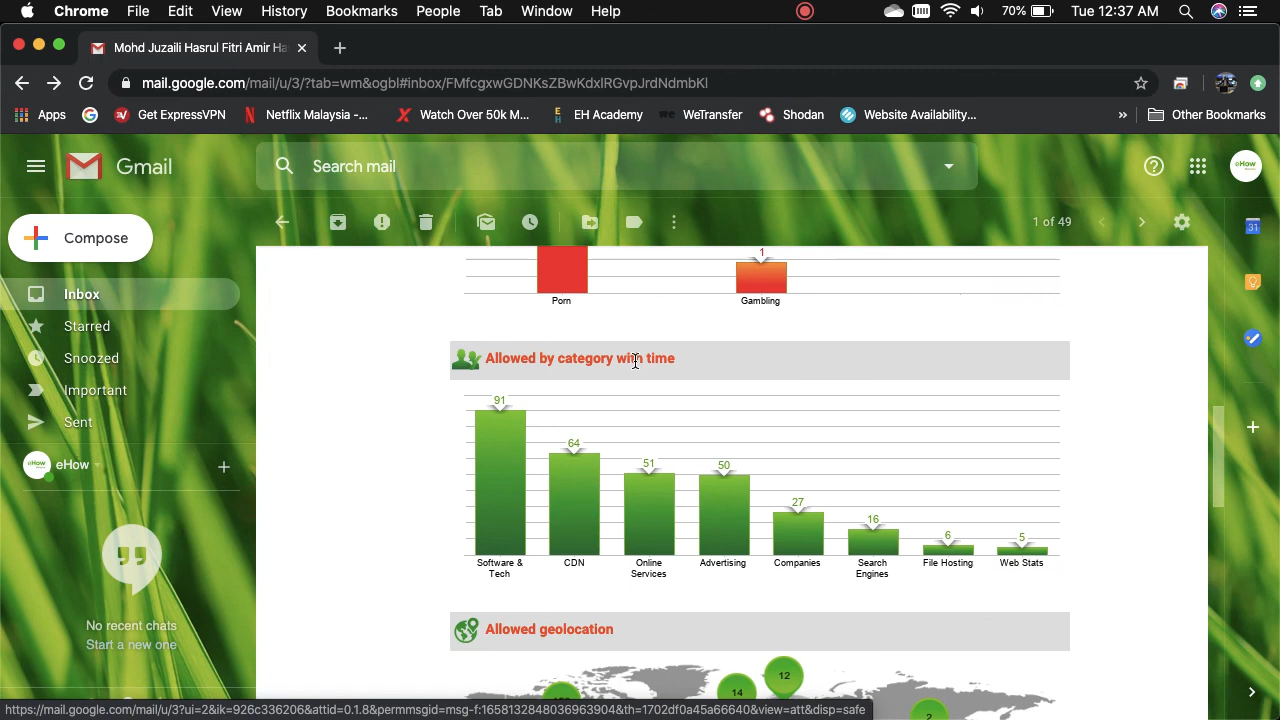 Chrome File Edit View History Bookmarks People Tab Window Help 70% Tue 12:37 AM
Mohd Juzaili Hasrul Fitri Amir Ha
mail.google.com/mail/u/3/?tab=wm&ogbl#inbox/FMfcgxwGDNKsZBwKdxlRGvpJrdNdmbKl
Apps Get ExpressVPN Netflix Malaysia -... Watch Over 50k M... EH Academy WeTransfer Shodan Website Availability... » Other Bookmarks
Gmail Search mail eHow
1 of 49 31
Compose
Inbox
Starred
Snoozed
Important
Sent
eHow
No recent chats
Start a new one
1
Porn Gambling
Allowed by category with time
91 64 51 50 27 16 6 5
Software & Tech CDN Online Services Advertising Companies Search Engines File Hosting Web Stats
Allowed geolocation
12
14
2
https://mail.google.com/mail/u/3?ui=2&ik=926c336206&attid=0.1.8&permmsgid=msg-f:1658132848036963904&th=1702df0a45a66640&view=att&disp=safe